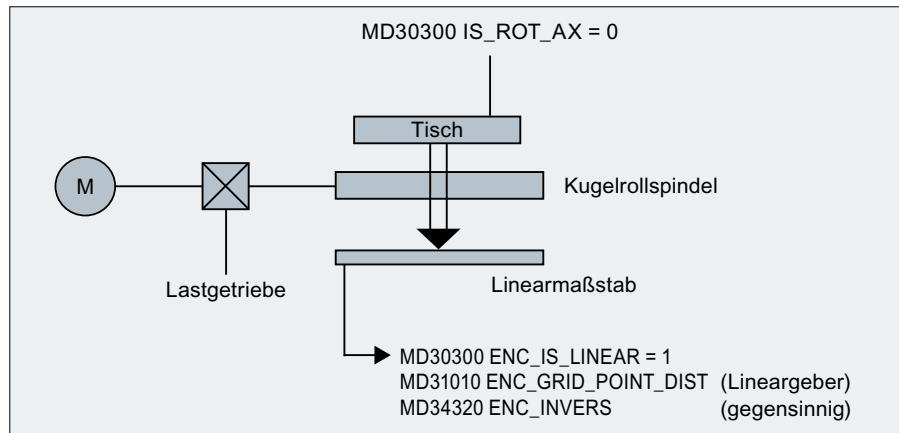 MD30300 IS_ROT_AX = 0
Tisch
M
Kugelrollspindel
Lastgetriebe
Linearmaßstab
MD30300 ENC_IS_LINEAR = 1
MD31010 ENC_GRID_POINT_DIST (Lineargeber)
MD34320 ENC_INVERS (gegensinnig)